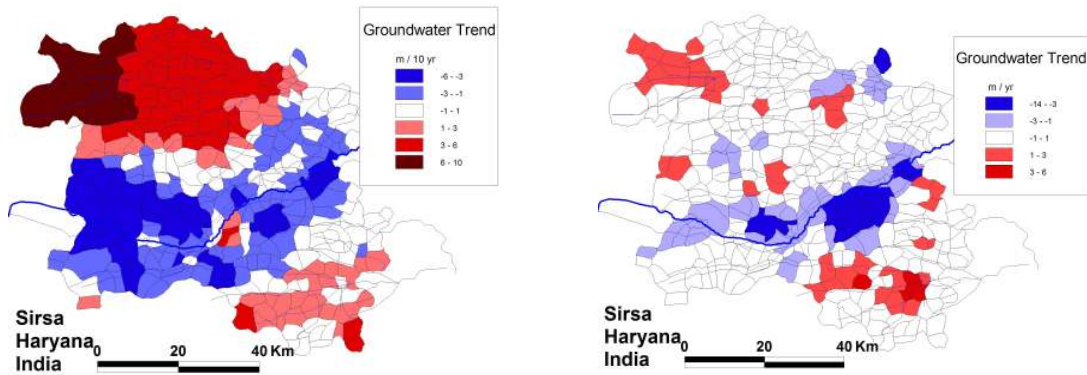 Groundwater Trend
m / 10 yr
-6 - -3
-3 - -1
-1 - 1
1 - 3
3 - 6
6 - 10
Sirsa
Haryana
India
0 20 40 Km
Groundwater Trend
m / yr
-14 - -3
-3 - -1
-1 - 1
1 - 3
3 - 6
Sirsa
Haryana
India
0 20 40 Km